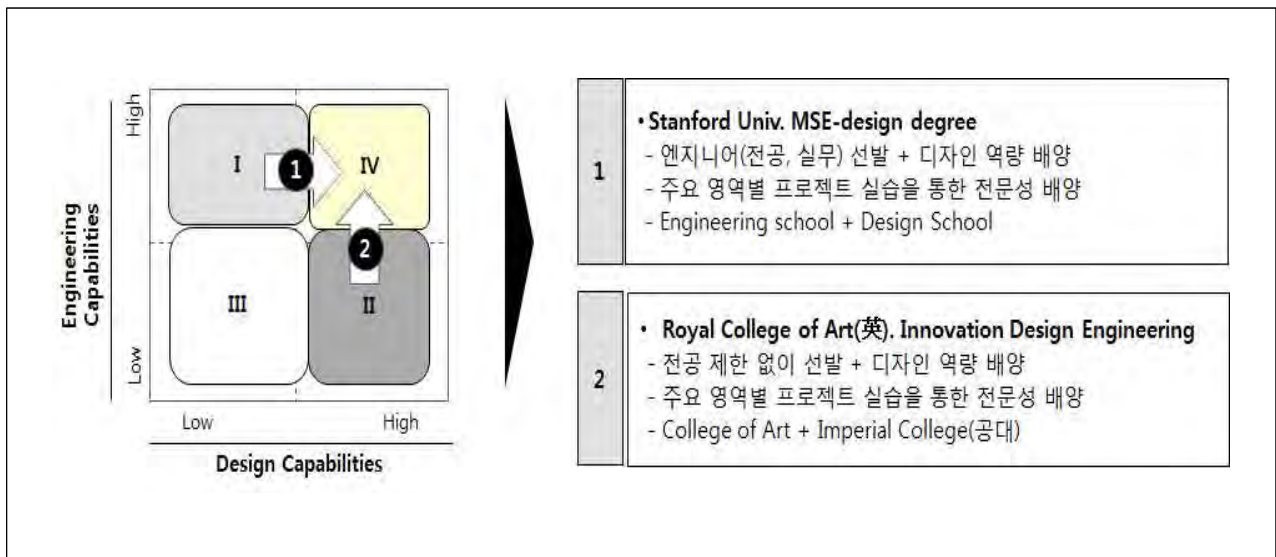 High
Engineering
Capabilities
Low
I
1
IV
2
III
II
Low
High
Design Capabilities
1
• Stanford Univ. MSE-design degree
- 엔지니어(전공, 실무) 선발 + 디자인 역량 배양
- 주요 영역별 프로젝트 실습을 통한 전문성 배양
- Engineering school + Design School
2
• Royal College of Art(英). Innovation Design Engineering
- 전공 제한 없이 선발 + 디자인 역량 배양
- 주요 영역별 프로젝트 실습을 통한 전문성 배양
- College of Art + Imperial College(공대)